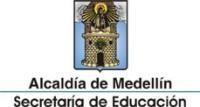 Alcaldía de Medellín
Secretaría de Educación